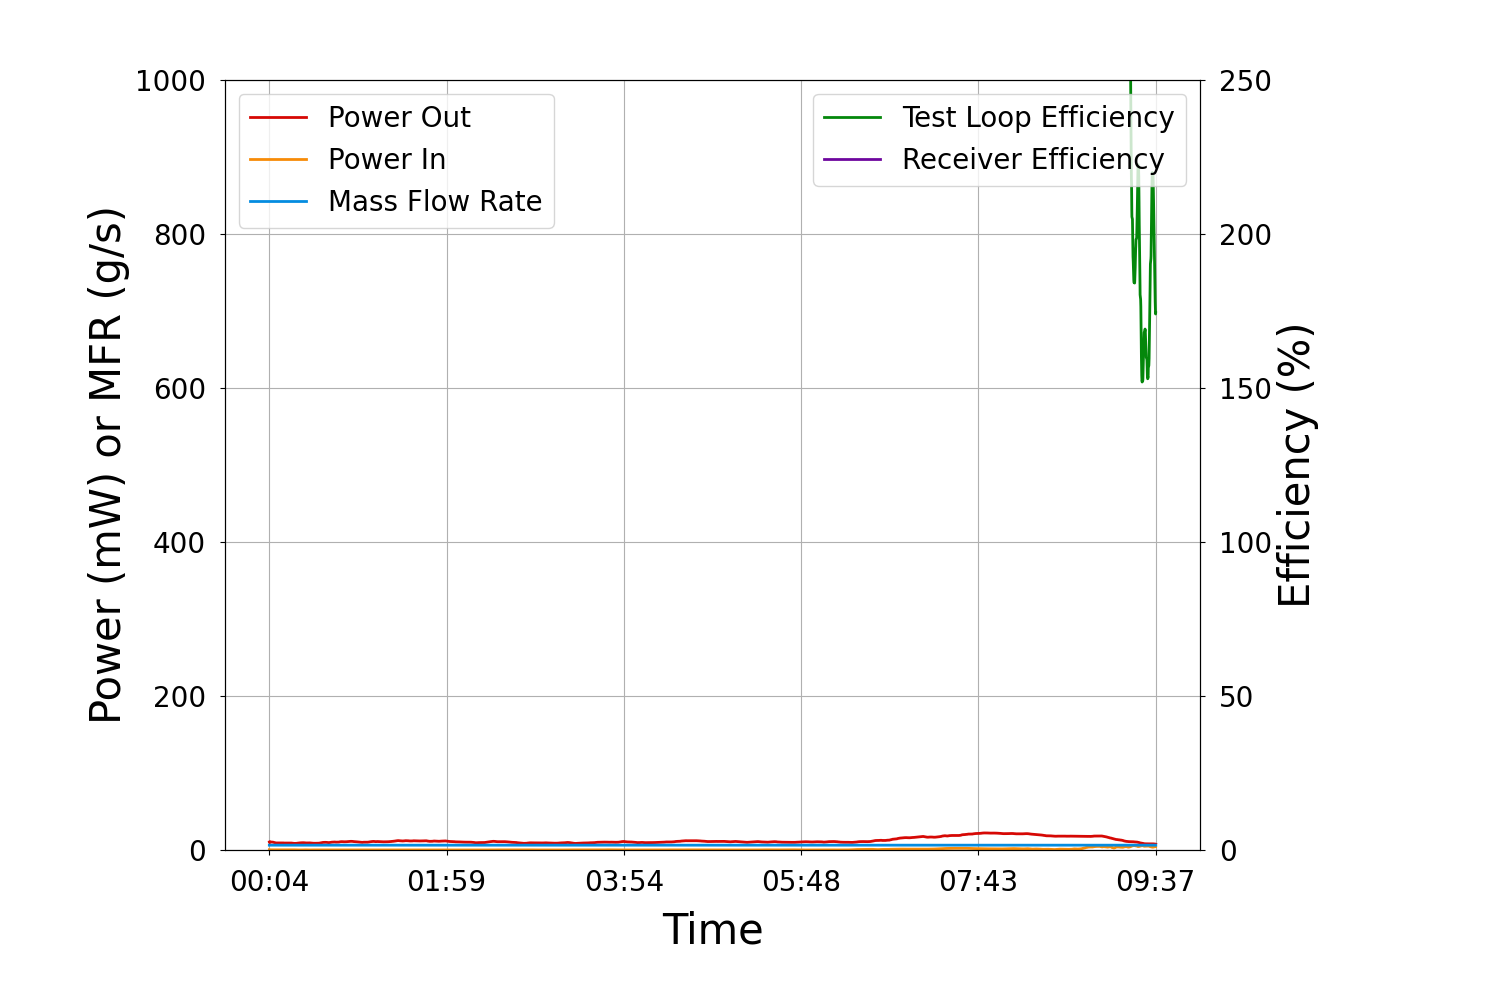 Power Out
Power In
Mass Flow Rate
Test Loop Efficiency
Receiver Efficiency
Power (mW) or MFR (g/s)
1000
800
600
400
200
0
250
200
150
100
50
0
Efficiency (%)
00:04 01:59 03:54 05:48 07:43 09:37
Time